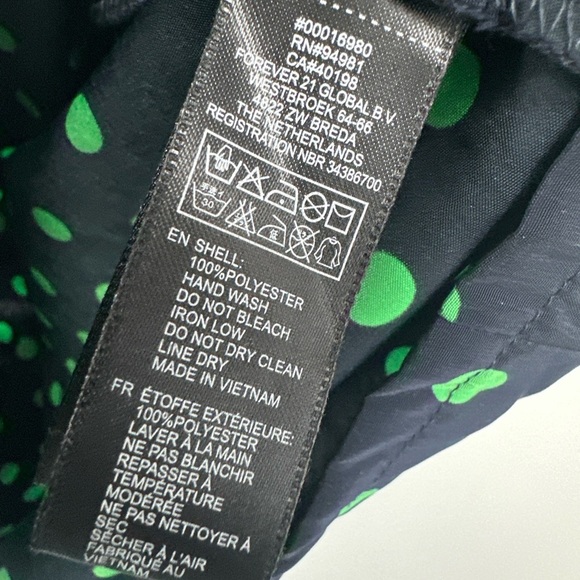 #00016980
RN#94981
CA#40198
FOREVER 21 GLOBAL B.V.
WESTBROEK 64-66
4822 ZW BREDA
THE NETHERLANDS
REGISTRATION NBR 34386700
30
EN SHELL:
100%POLYESTER
HAND WASH
DO NOT BLEACH
IRON LOW
DO NOT DRY CLEAN
LINE DRY
MADE IN VIETNAM
FR ÉTOFFE EXTÉRIEURE:
100%POLYESTER
LAVER À LA MAIN
NE PAS BLANCHIR
REPASSER À
TEMPÉRATURE
MODÉRÉE
NE PAS NETTOYER À
SEC
SÉCHER À L'AIR
FABRIQUÉ AU
VIETNAM